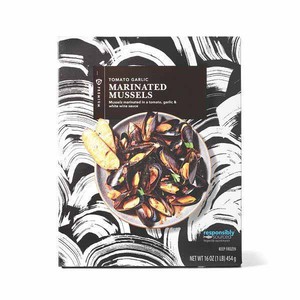 PREMIUM
TOMATO GARLIC
MARINATED
MUSSELS
Mussels marinated in a tomato, garlic &
white wine sauce
responsibly
KEEP FROZEN
NET WT 16 OZ (1 LB) 454 g